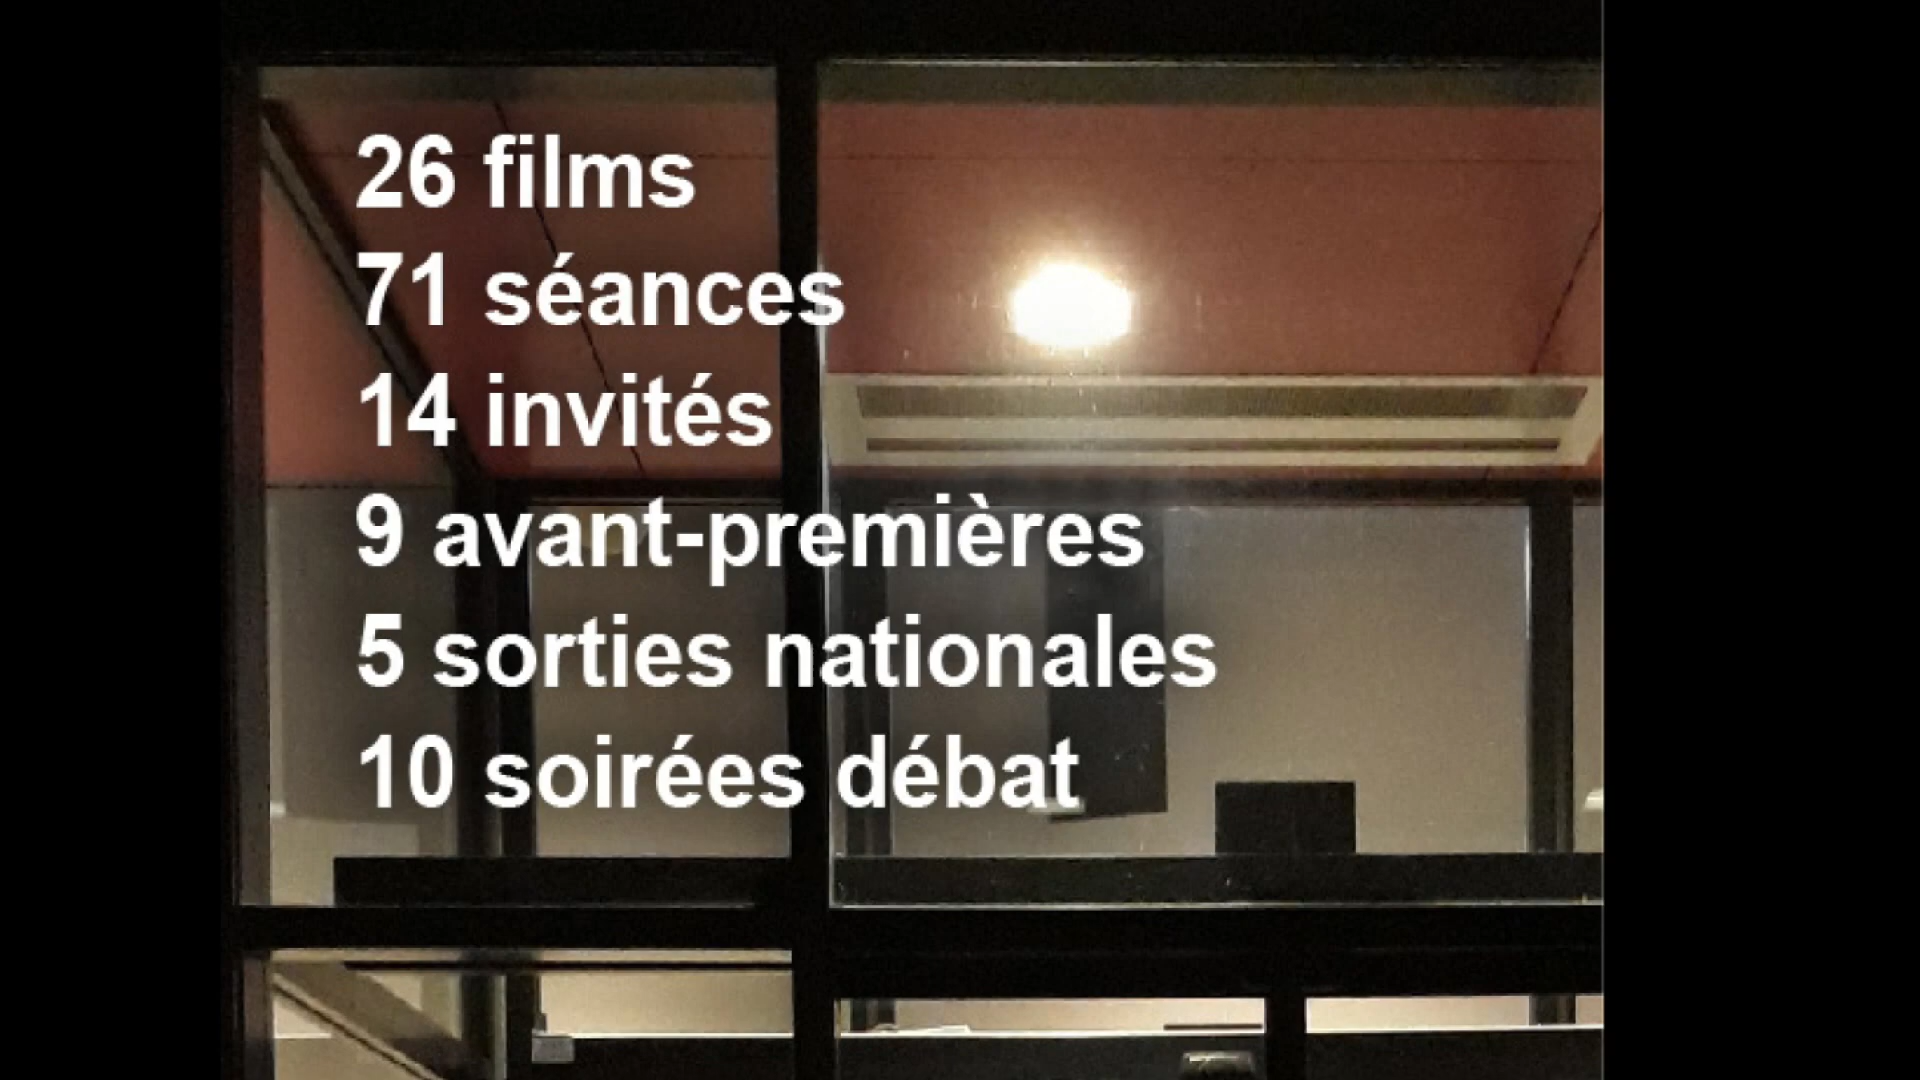 26 films
71 séances
14 invités
9 avant-premières
5 sorties nationales
10 soirées débat